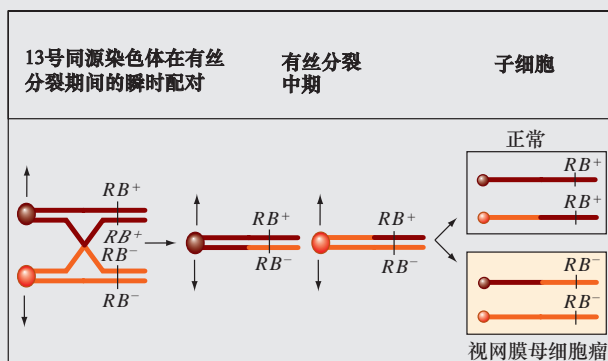 13号同源染色体在有丝
分裂期间的瞬时配对
有丝分裂
中期
子细胞
正常
RB+
RB+
RB−
RB−
RB+
RB−
RB+
RB−
RB+
RB+
RB−
RB−
视网膜母细胞瘤